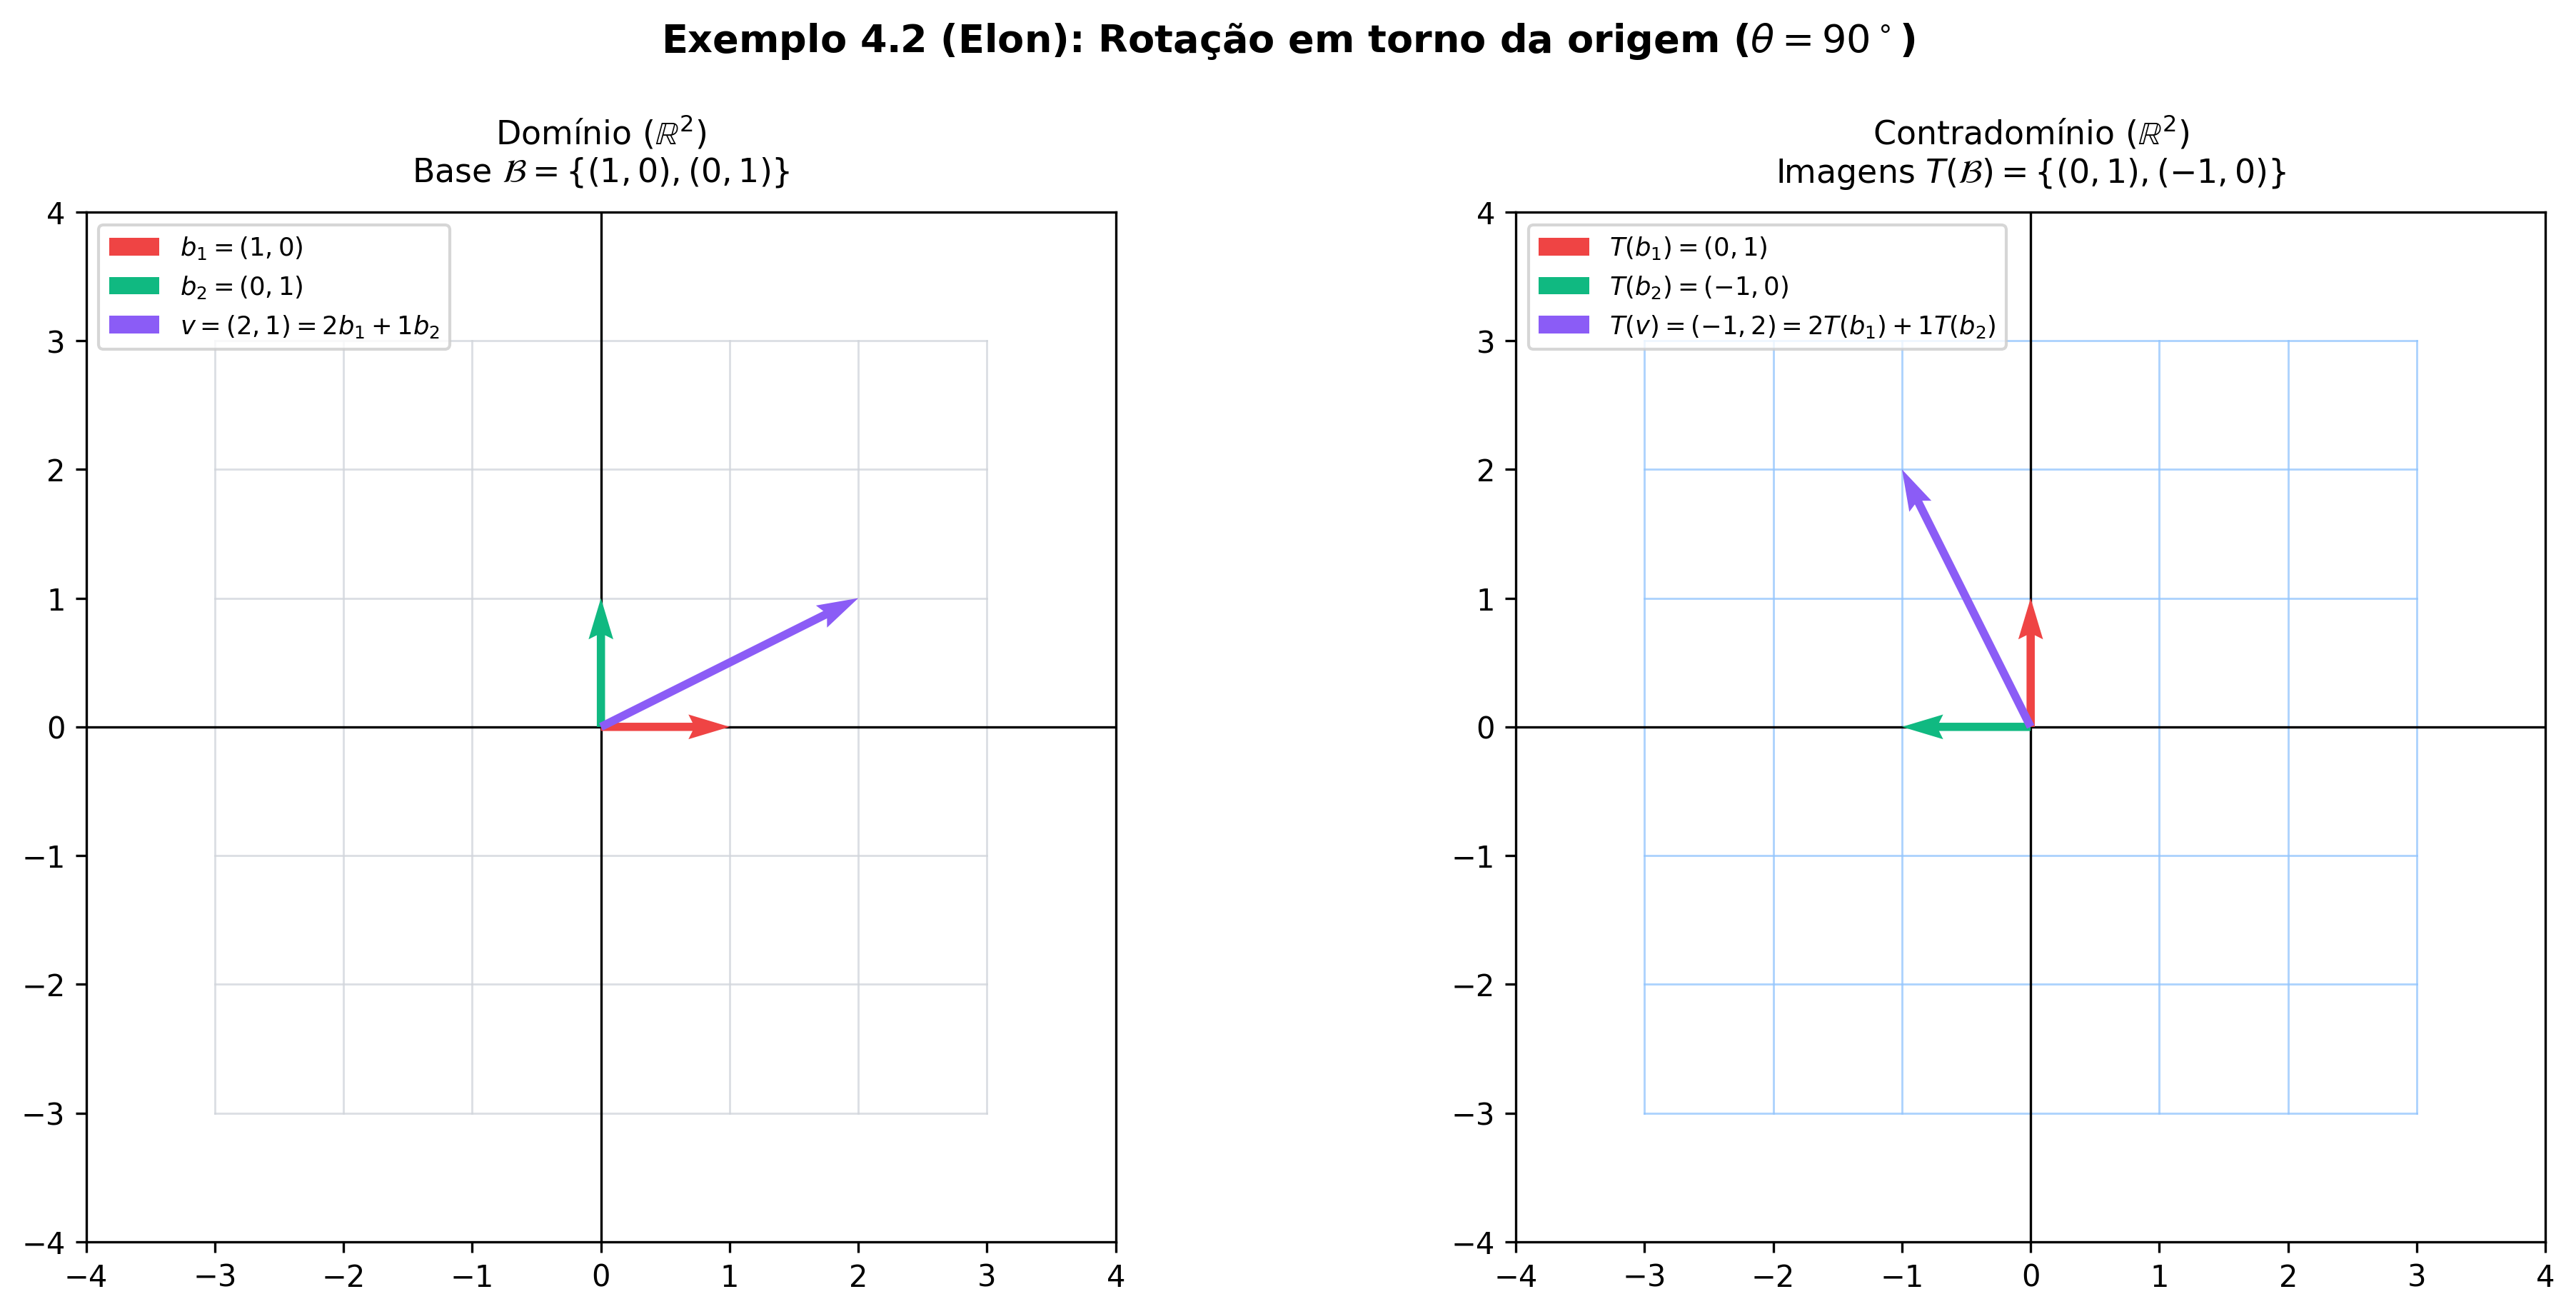 Exemplo 4.2 (Elon): Rotação em torno da origem (θ = 90°)
Domínio (ℝ²)
Base ℬ = {(1, 0), (0, 1)}
b₁ = (1, 0)
b₂ = (0, 1)
v = (2, 1) = 2b₁ + 1b₂
4
3
2
1
0
−1
−2
−3
−4
−4 −3 −2 −1 0 1 2 3 4
Contradomínio (ℝ²)
Imagens T(ℬ) = {(0, 1), (−1, 0)}
T(b₁) = (0, 1)
T(b₂) = (−1, 0)
T(v) = (−1, 2) = 2T(b₁) + 1T(b₂)
4
3
2
1
0
−1
−2
−3
−4
−4 −3 −2 −1 0 1 2 3 4